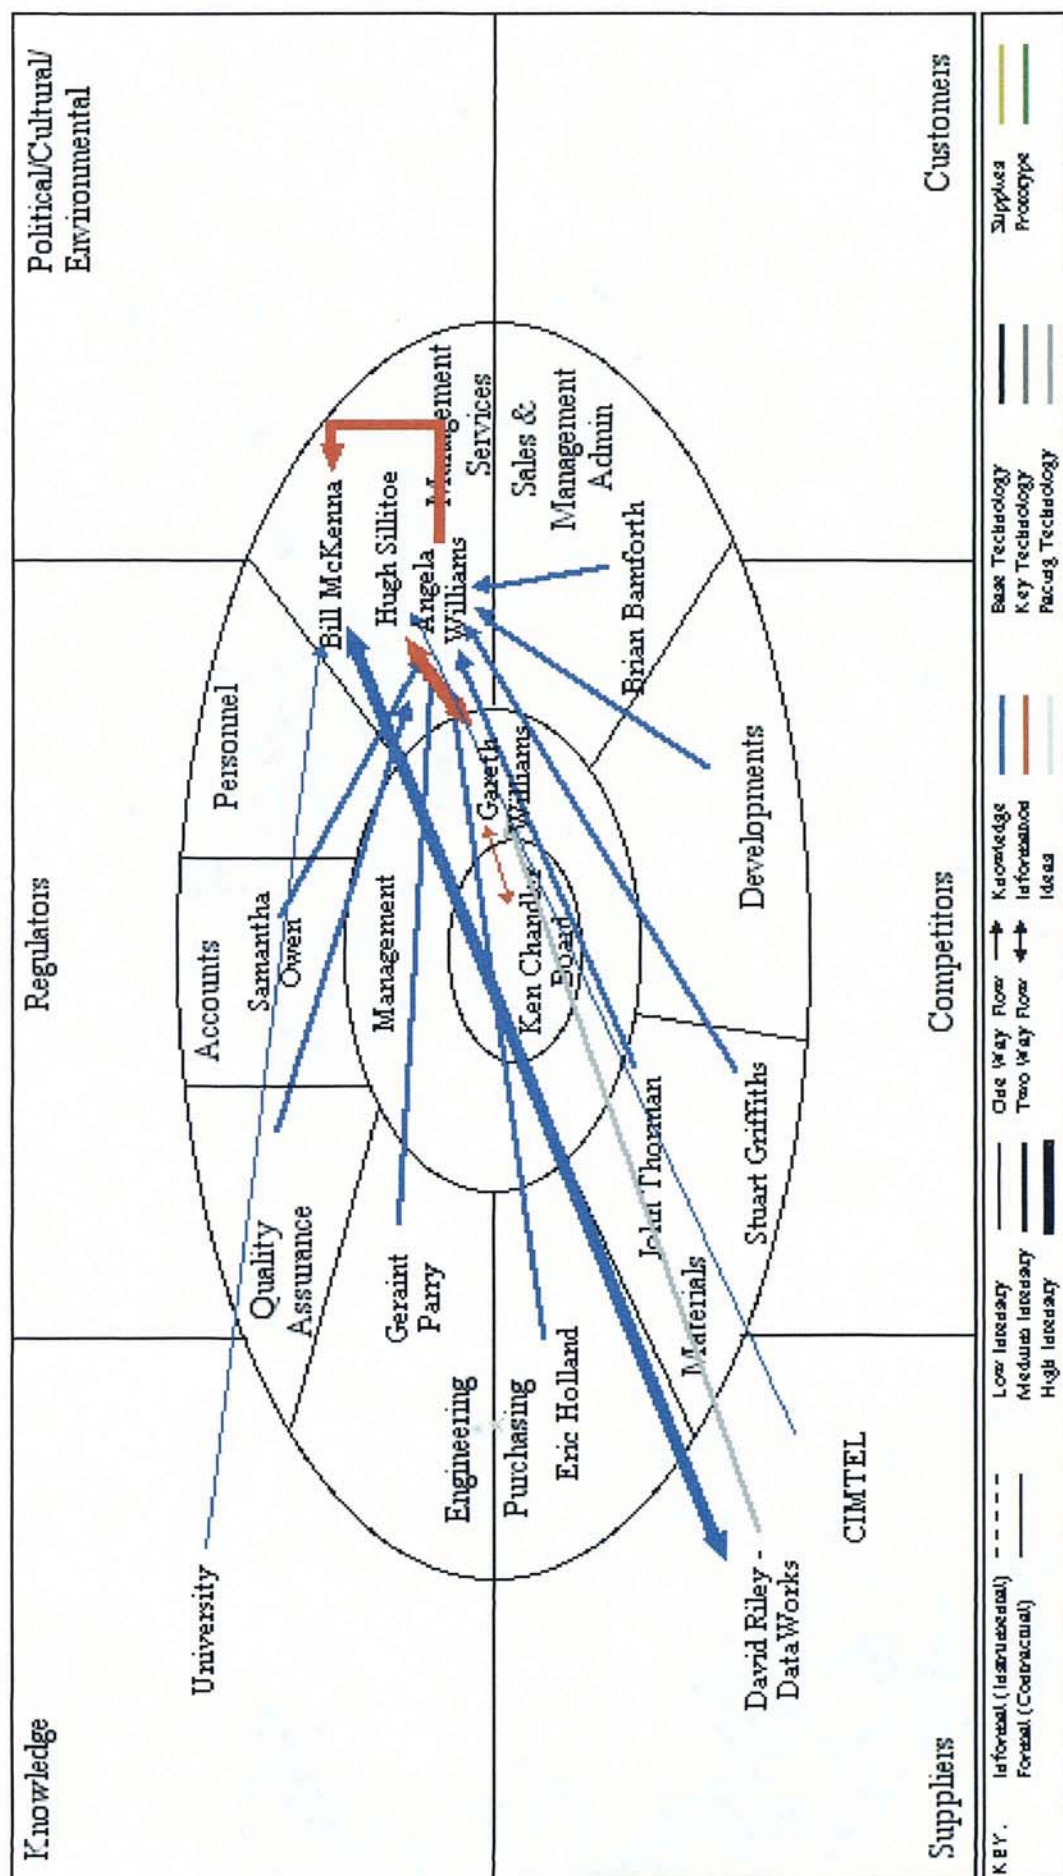 Knowledge
Regulators
Political/Cultural/
Environmental
University
Quality
Assurance
Accounts
Samantha
Owen
Personnel
Bill McKenna
Hugh Sillitoe
Angela
Williams
Management
Services
Geraint
Parry
Management
Engineering
Purchasing
Eric Holland
Gareth
Williams
Ken Chandler
Board
Sales &
Management
Admin
Brian Bamforth
John Thorman
Materials
Stuart Griffiths
Developments
David Riley -
DataWorks
CIMTEL
Suppliers
Competitors
Customers
KEY.
Informal (Instrumental)
Formal (Contractual)
Low Intensity
Medium Intensity
High Intensity
One Way Flow
Two Way Flow
Knowledge
Information
Ideas
Base Technology
Key Technology
Pacing Technology
Supplies
Prototype